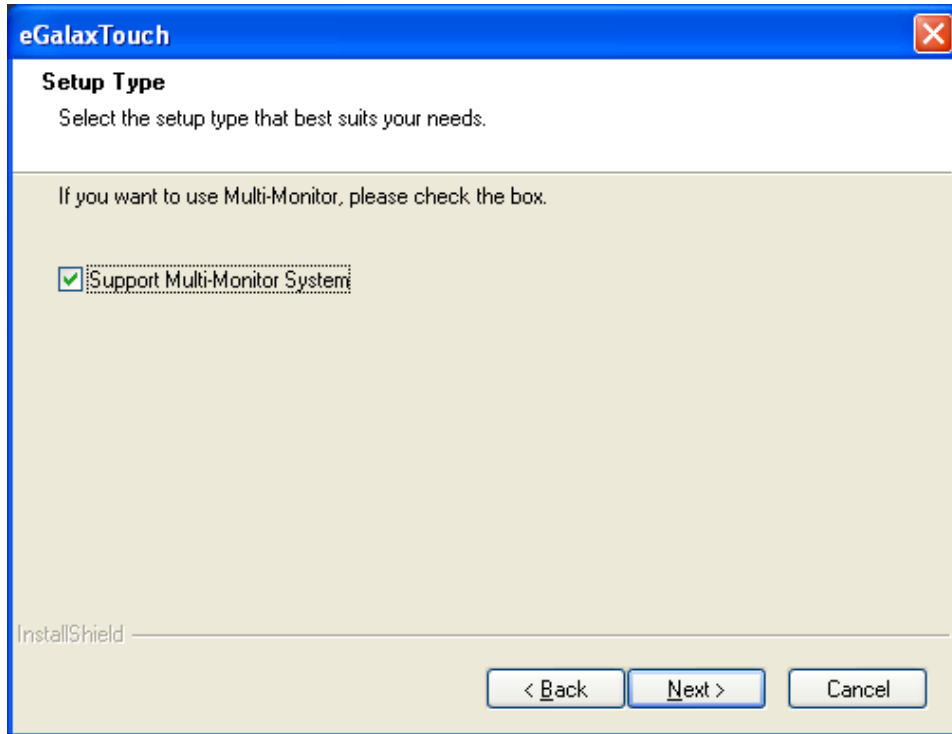 eGalaxTouch
Setup Type
Select the setup type that best suits your needs.
If you want to use Multi-Monitor, please check the box.
Support Multi-Monitor System
InstallShield
< Back Next > Cancel